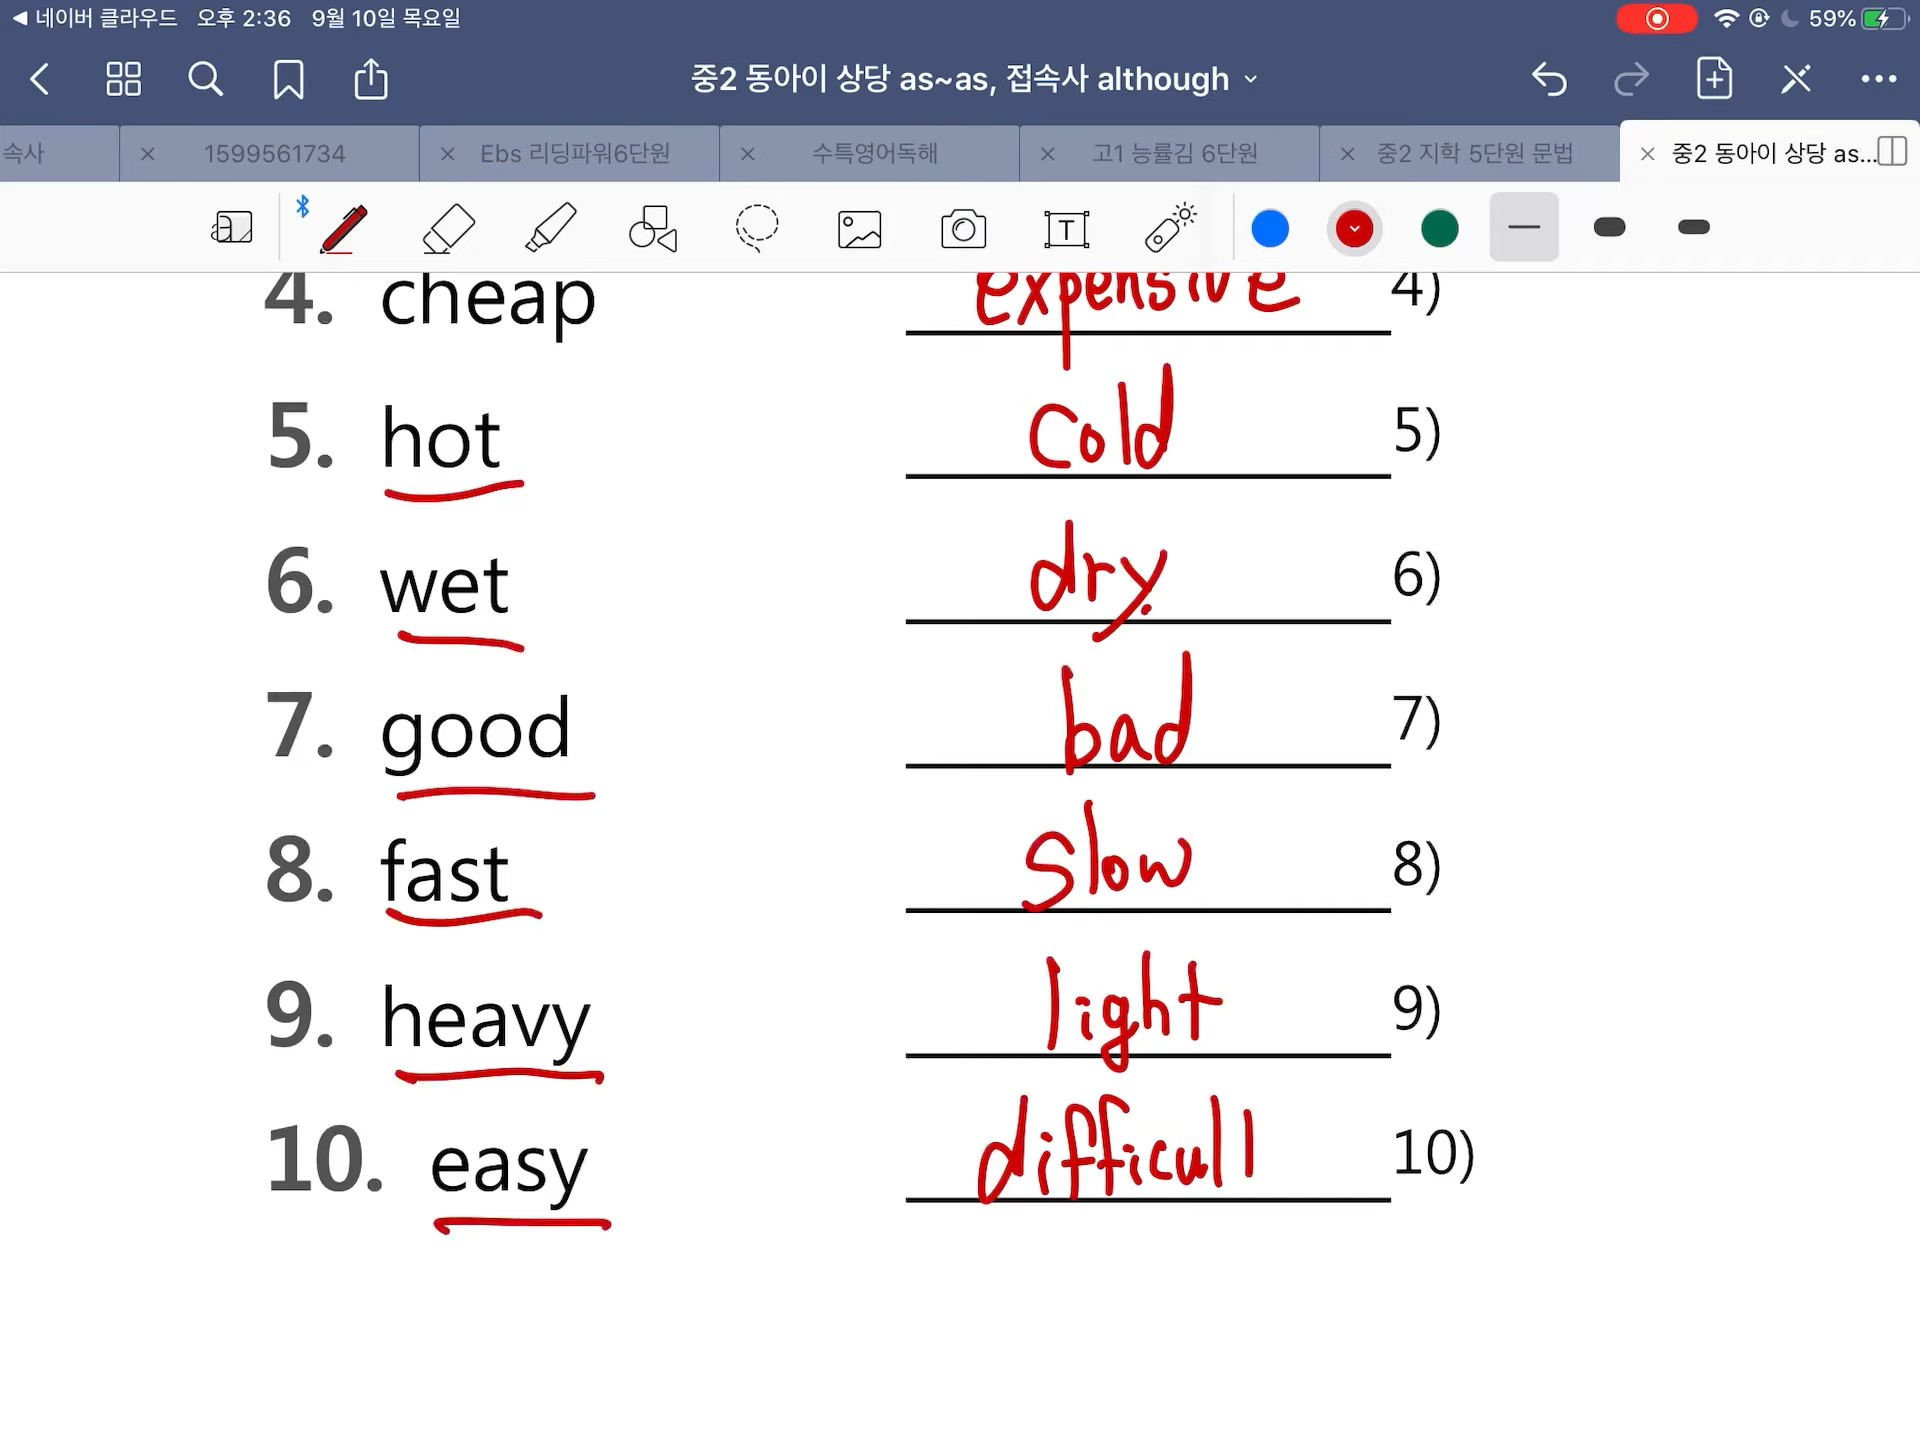 ◀ 네이버 클라우드 오후 2:36 9월 10일 목요일 59%
중2 동아이 상당 as~as, 접속사 although
속사 1599561734 Ebs 리딩파워6단원 수특영어독해 고1 능률김 6단원 중2 지학 5단원 문법 중2 동아이 상당 as...
T
4. cheap expensive 4)
5. hot cold 5)
6. wet dry 6)
7. good bad 7)
8. fast slow 8)
9. heavy light 9)
10. easy difficult 10)